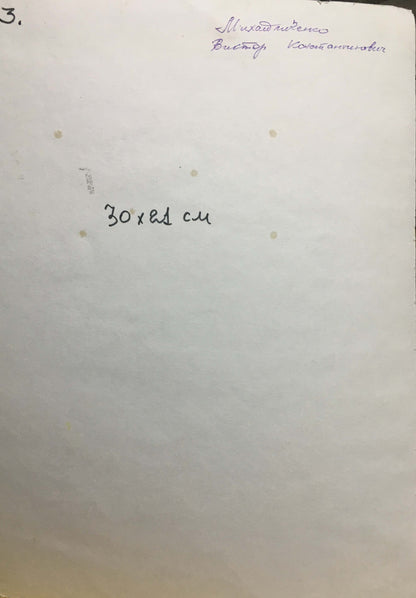 3.
Михайличенко
Виктор Константинович
30 x 21 см